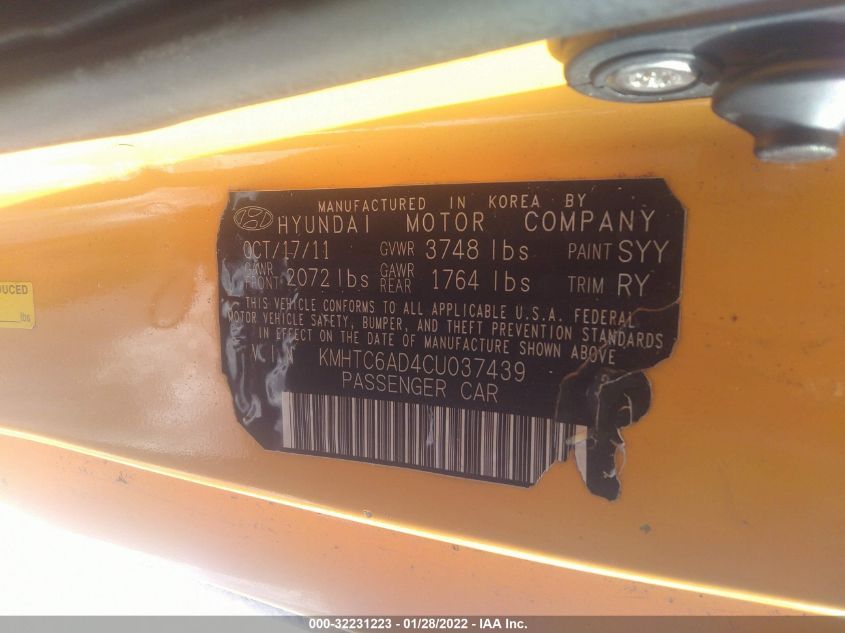 MANUFACTURED IN KOREA BY
HYUNDAI MOTOR COMPANY
OCT/17/11 GVWR 3748 lbs PAINT SYY
GAWR FRONT 2072 lbs GAWR REAR 1764 lbs TRIM RY
THIS VEHICLE CONFORMS TO ALL APPLICABLE U.S.A. FEDERAL
MOTOR VEHICLE SAFETY, BUMPER, AND THEFT PREVENTION STANDARDS
IN EFFECT ON THE DATE OF MANUFACTURE SHOWN ABOVE
V I N KMHTC6AD4CU037439
PASSENGER CAR
lbs
000-32231223 - 01/28/2022 - IAA Inc.